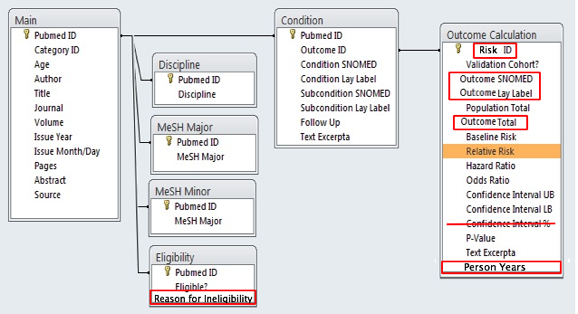 Main
Pubmed ID
Category ID
Age
Author
Title
Journal
Volume
Issue Year
Issue Month/Day
Pages
Abstract
Source
Discipline
Pubmed ID
Discipline
MeSH Major
Pubmed ID
MeSH Major
MeSH Minor
Pubmed ID
MeSH Major
Eligibility
Pubmed ID
Eligible?
Reason for Ineligibility
Condition
Pubmed ID
Outcome ID
Condition SNOMED
Condition Lay Label
Subcondition SNOMED
Subcondition Lay Label
Follow Up
Text Excerpta
Outcome Calculation
Risk ID
Validation Cohort?
Outcome SNOMED
Outcome Lay Label
Population Total
Outcome Total
Baseline Risk
Relative Risk
Hazard Ratio
Odds Ratio
Confidence Interval UB
Confidence Interval LB
Confidence Interval %
P-Value
Text Excerpta
Person Years